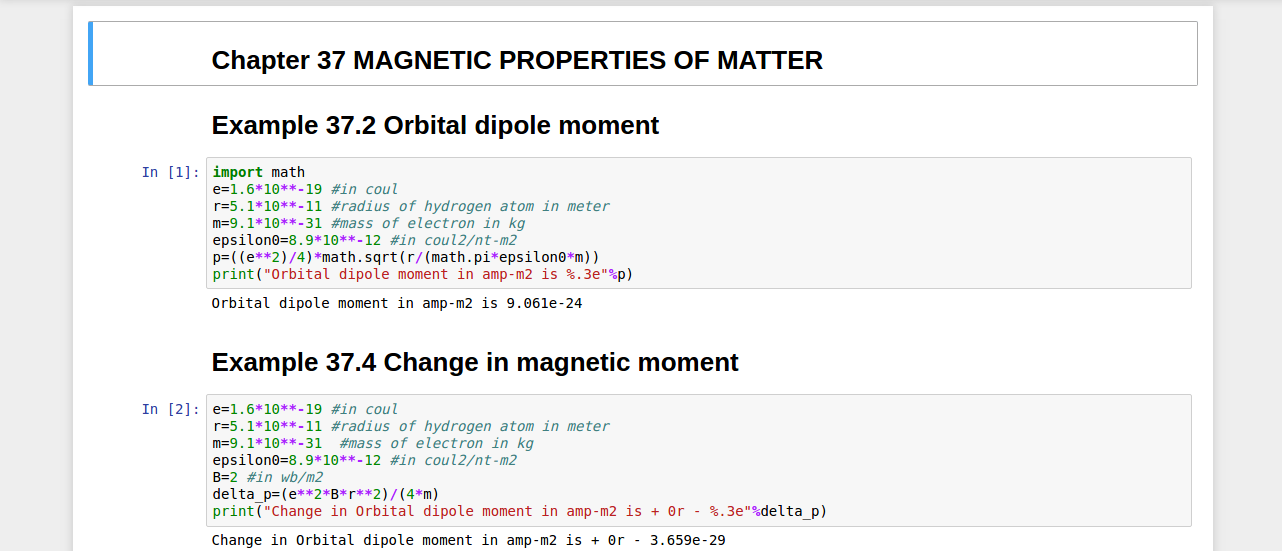 Chapter 37 MAGNETIC PROPERTIES OF MATTER
Example 37.2 Orbital dipole moment
In [1]: import math
e=1.6*10**-19 #in coul
r=5.1*10**-11 #radius of hydrogen atom in meter
m=9.1*10**-31 #mass of electron in kg
epsilon0=8.9*10**-12 #in coul2/nt-m2
p=((e**2)/4)*math.sqrt(r/(math.pi*epsilon0*m))
print("Orbital dipole moment in amp-m2 is %.3e"%p)
Orbital dipole moment in amp-m2 is 9.061e-24
Example 37.4 Change in magnetic moment
In [2]: e=1.6*10**-19 #in coul
r=5.1*10**-11 #radius of hydrogen atom in meter
m=9.1*10**-31  #mass of electron in kg
epsilon0=8.9*10**-12 #in coul2/nt-m2
B=2 #in wb/m2
delta_p=(e**2*B*r**2)/(4*m)
print("Change in Orbital dipole moment in amp-m2 is + 0r - %.3e"%delta_p)
Change in Orbital dipole moment in amp-m2 is + 0r - 3.659e-29